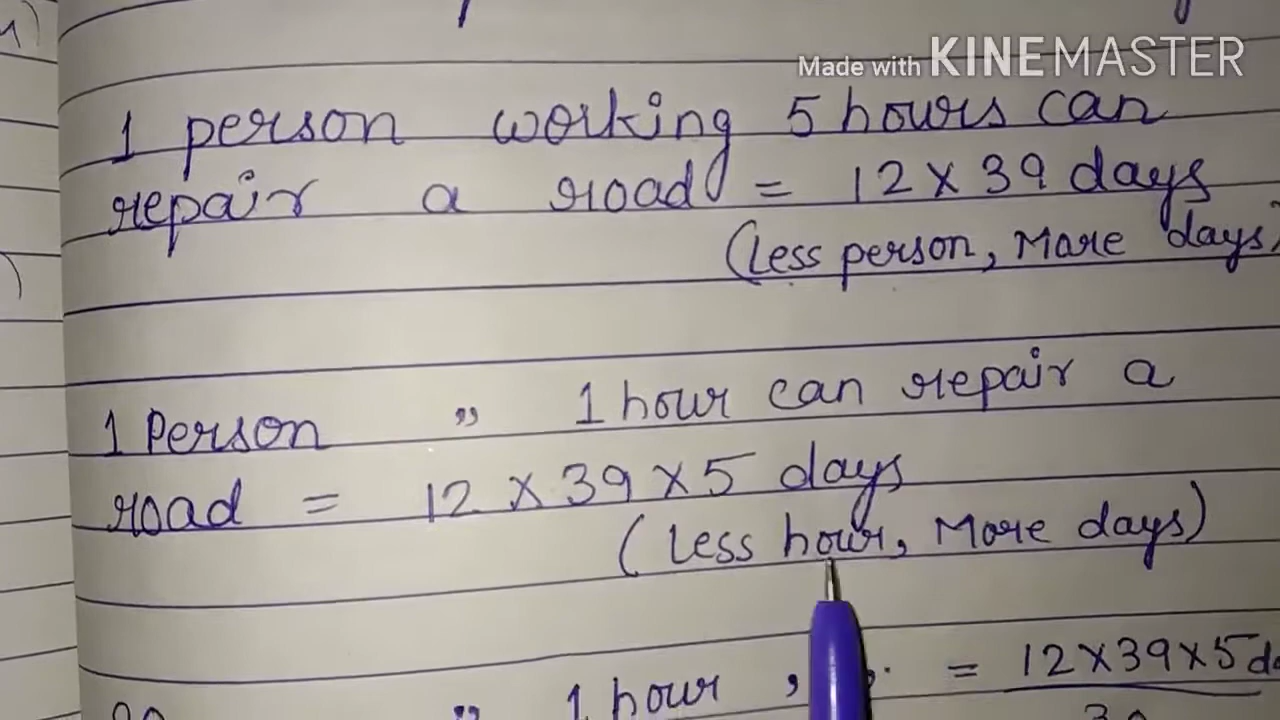 Made with KINEMASTER
1 person working 5 hours can
repair a road = 12 x 39 days
(Less person, More days)
1 Person " 1 hour can repair a
road = 12 x 39 x 5 days
(Less hour, More days)
" 1 hour , = 12x39x5 da